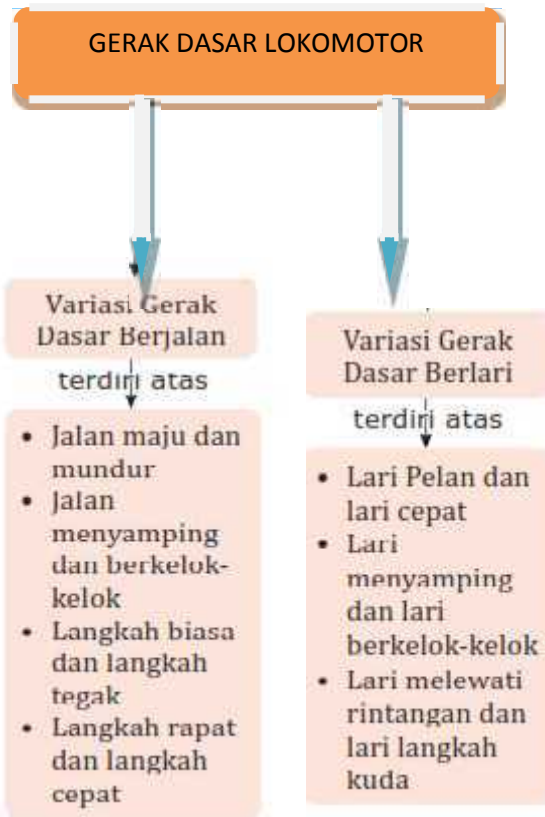 GERAK DASAR LOKOMOTOR
Variasi Gerak
Dasar Berjalan
terdiri atas
• Jalan maju dan
mundur
• Jalan
menyamping
dan berkelok-
kelok
• Langkah biasa
dan langkah
tegak
• Langkah rapat
dan langkah
cepat
Variasi Gerak
Dasar Berlari
terdiri atas
• Lari Pelan dan
lari cepat
• Lari
menyamping
dan lari
berkelok-kelok
• Lari melewati
rintangan dan
lari langkah
kuda